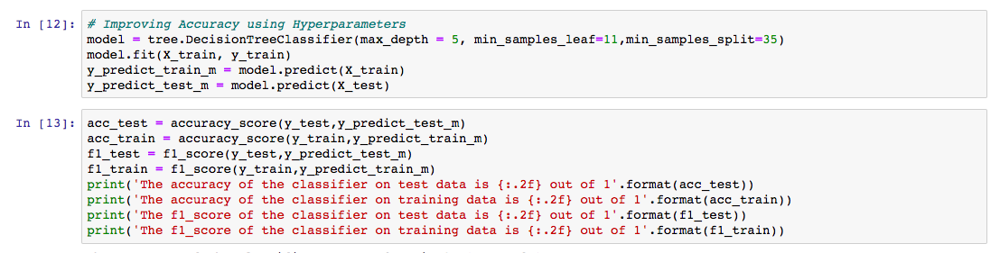 In [12]: # Improving Accuracy using Hyperparameters
model = tree.DecisionTreeClassifier(max_depth = 5, min_samples_leaf=11,min_samples_split=35)
model.fit(X_train, y_train)
y_predict_train_m = model.predict(X_train)
y_predict_test_m = model.predict(X_test)
In [13]: acc_test = accuracy_score(y_test,y_predict_test_m)
acc_train = accuracy_score(y_train,y_predict_train_m)
f1_test = f1_score(y_test,y_predict_test_m)
f1_train = f1_score(y_train,y_predict_train_m)
print('The accuracy of the classifier on test data is {:.2f} out of 1'.format(acc_test))
print('The accuracy of the classifier on training data is {:.2f} out of 1'.format(acc_train))
print('The f1_score of the classifier on test data is {:.2f} out of 1'.format(f1_test))
print('The f1_score of the classifier on training data is {:.2f} out of 1'.format(f1_train))